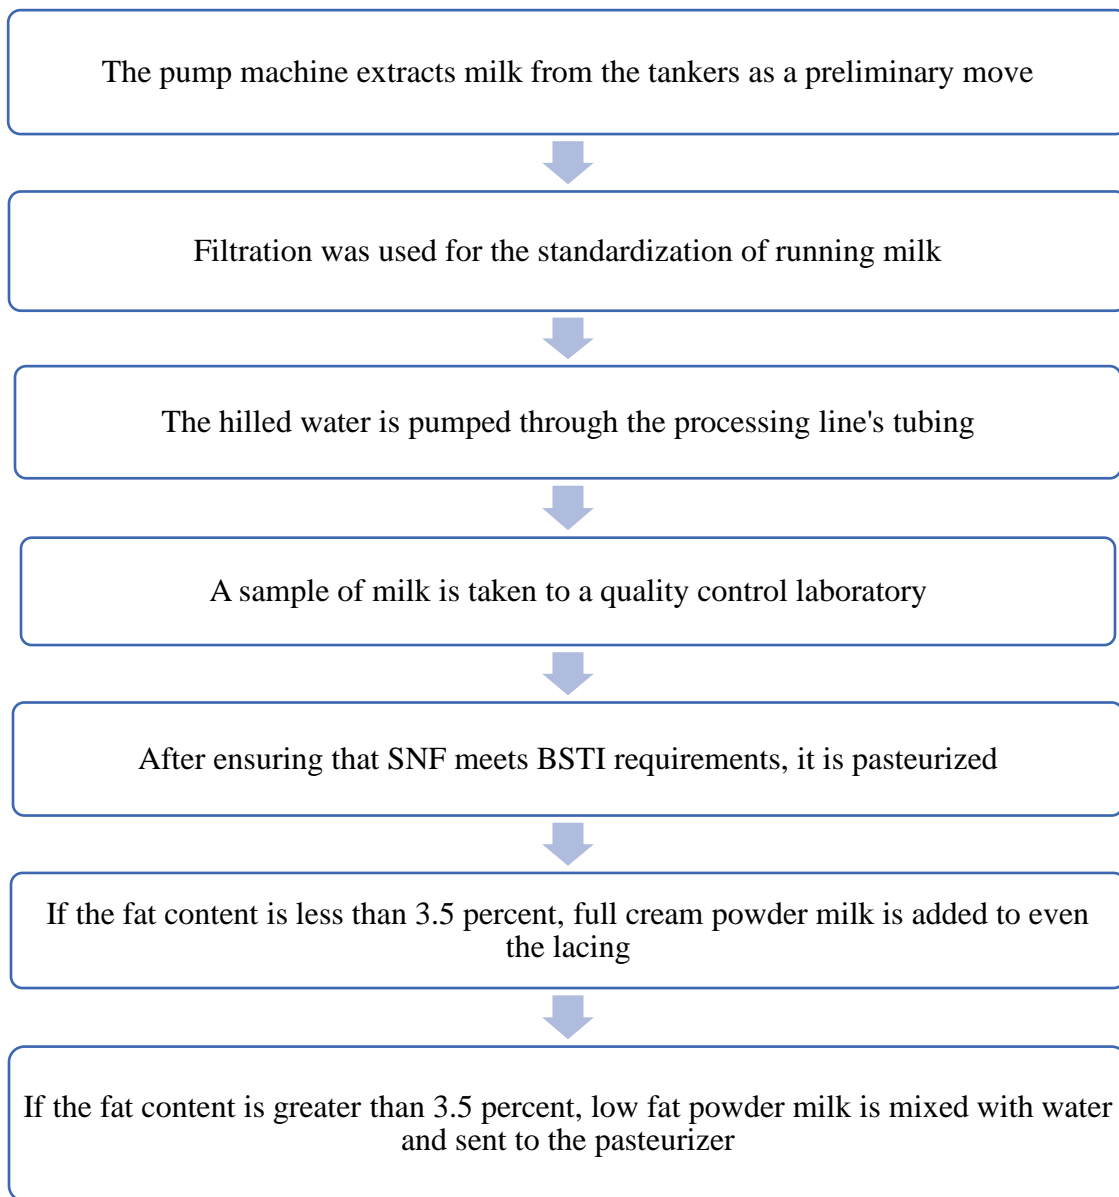 The pump machine extracts milk from the tankers as a preliminary move
Filtration was used for the standardization of running milk
The hilled water is pumped through the processing line's tubing
A sample of milk is taken to a quality control laboratory
After ensuring that SNF meets BSTI requirements, it is pasteurized
If the fat content is less than 3.5 percent, full cream powder milk is added to even
the lacing
If the fat content is greater than 3.5 percent, low fat powder milk is mixed with water
and sent to the pasteurizer